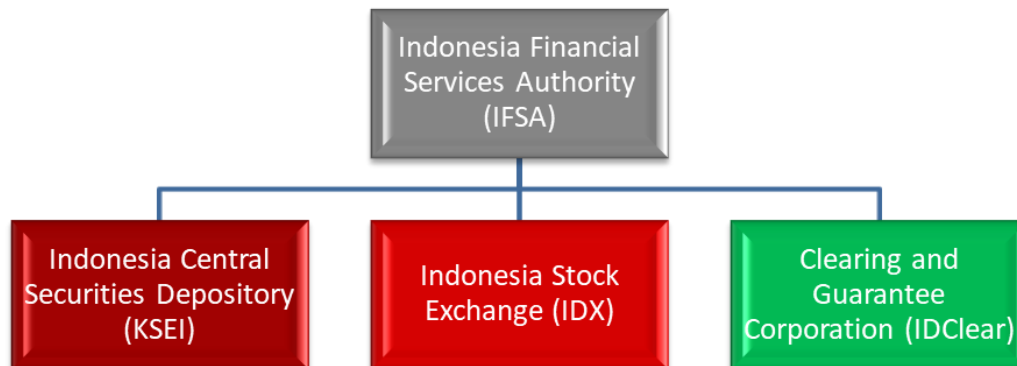 Indonesia Financial
Services Authority
(IFSA)
Indonesia Central
Securities Depository
(KSEI)
Indonesia Stock
Exchange (IDX)
Clearing and
Guarantee
Corporation (IDClear)